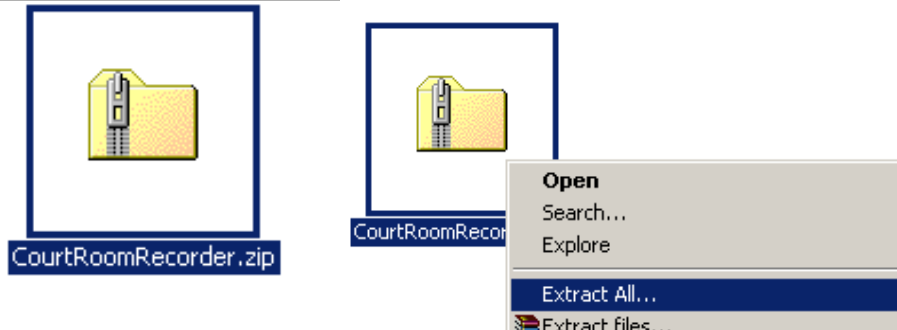 CourtRoomRecorder.zip
CourtRoomRecor
Open
Search...
Explore
Extract All...
Extract files...